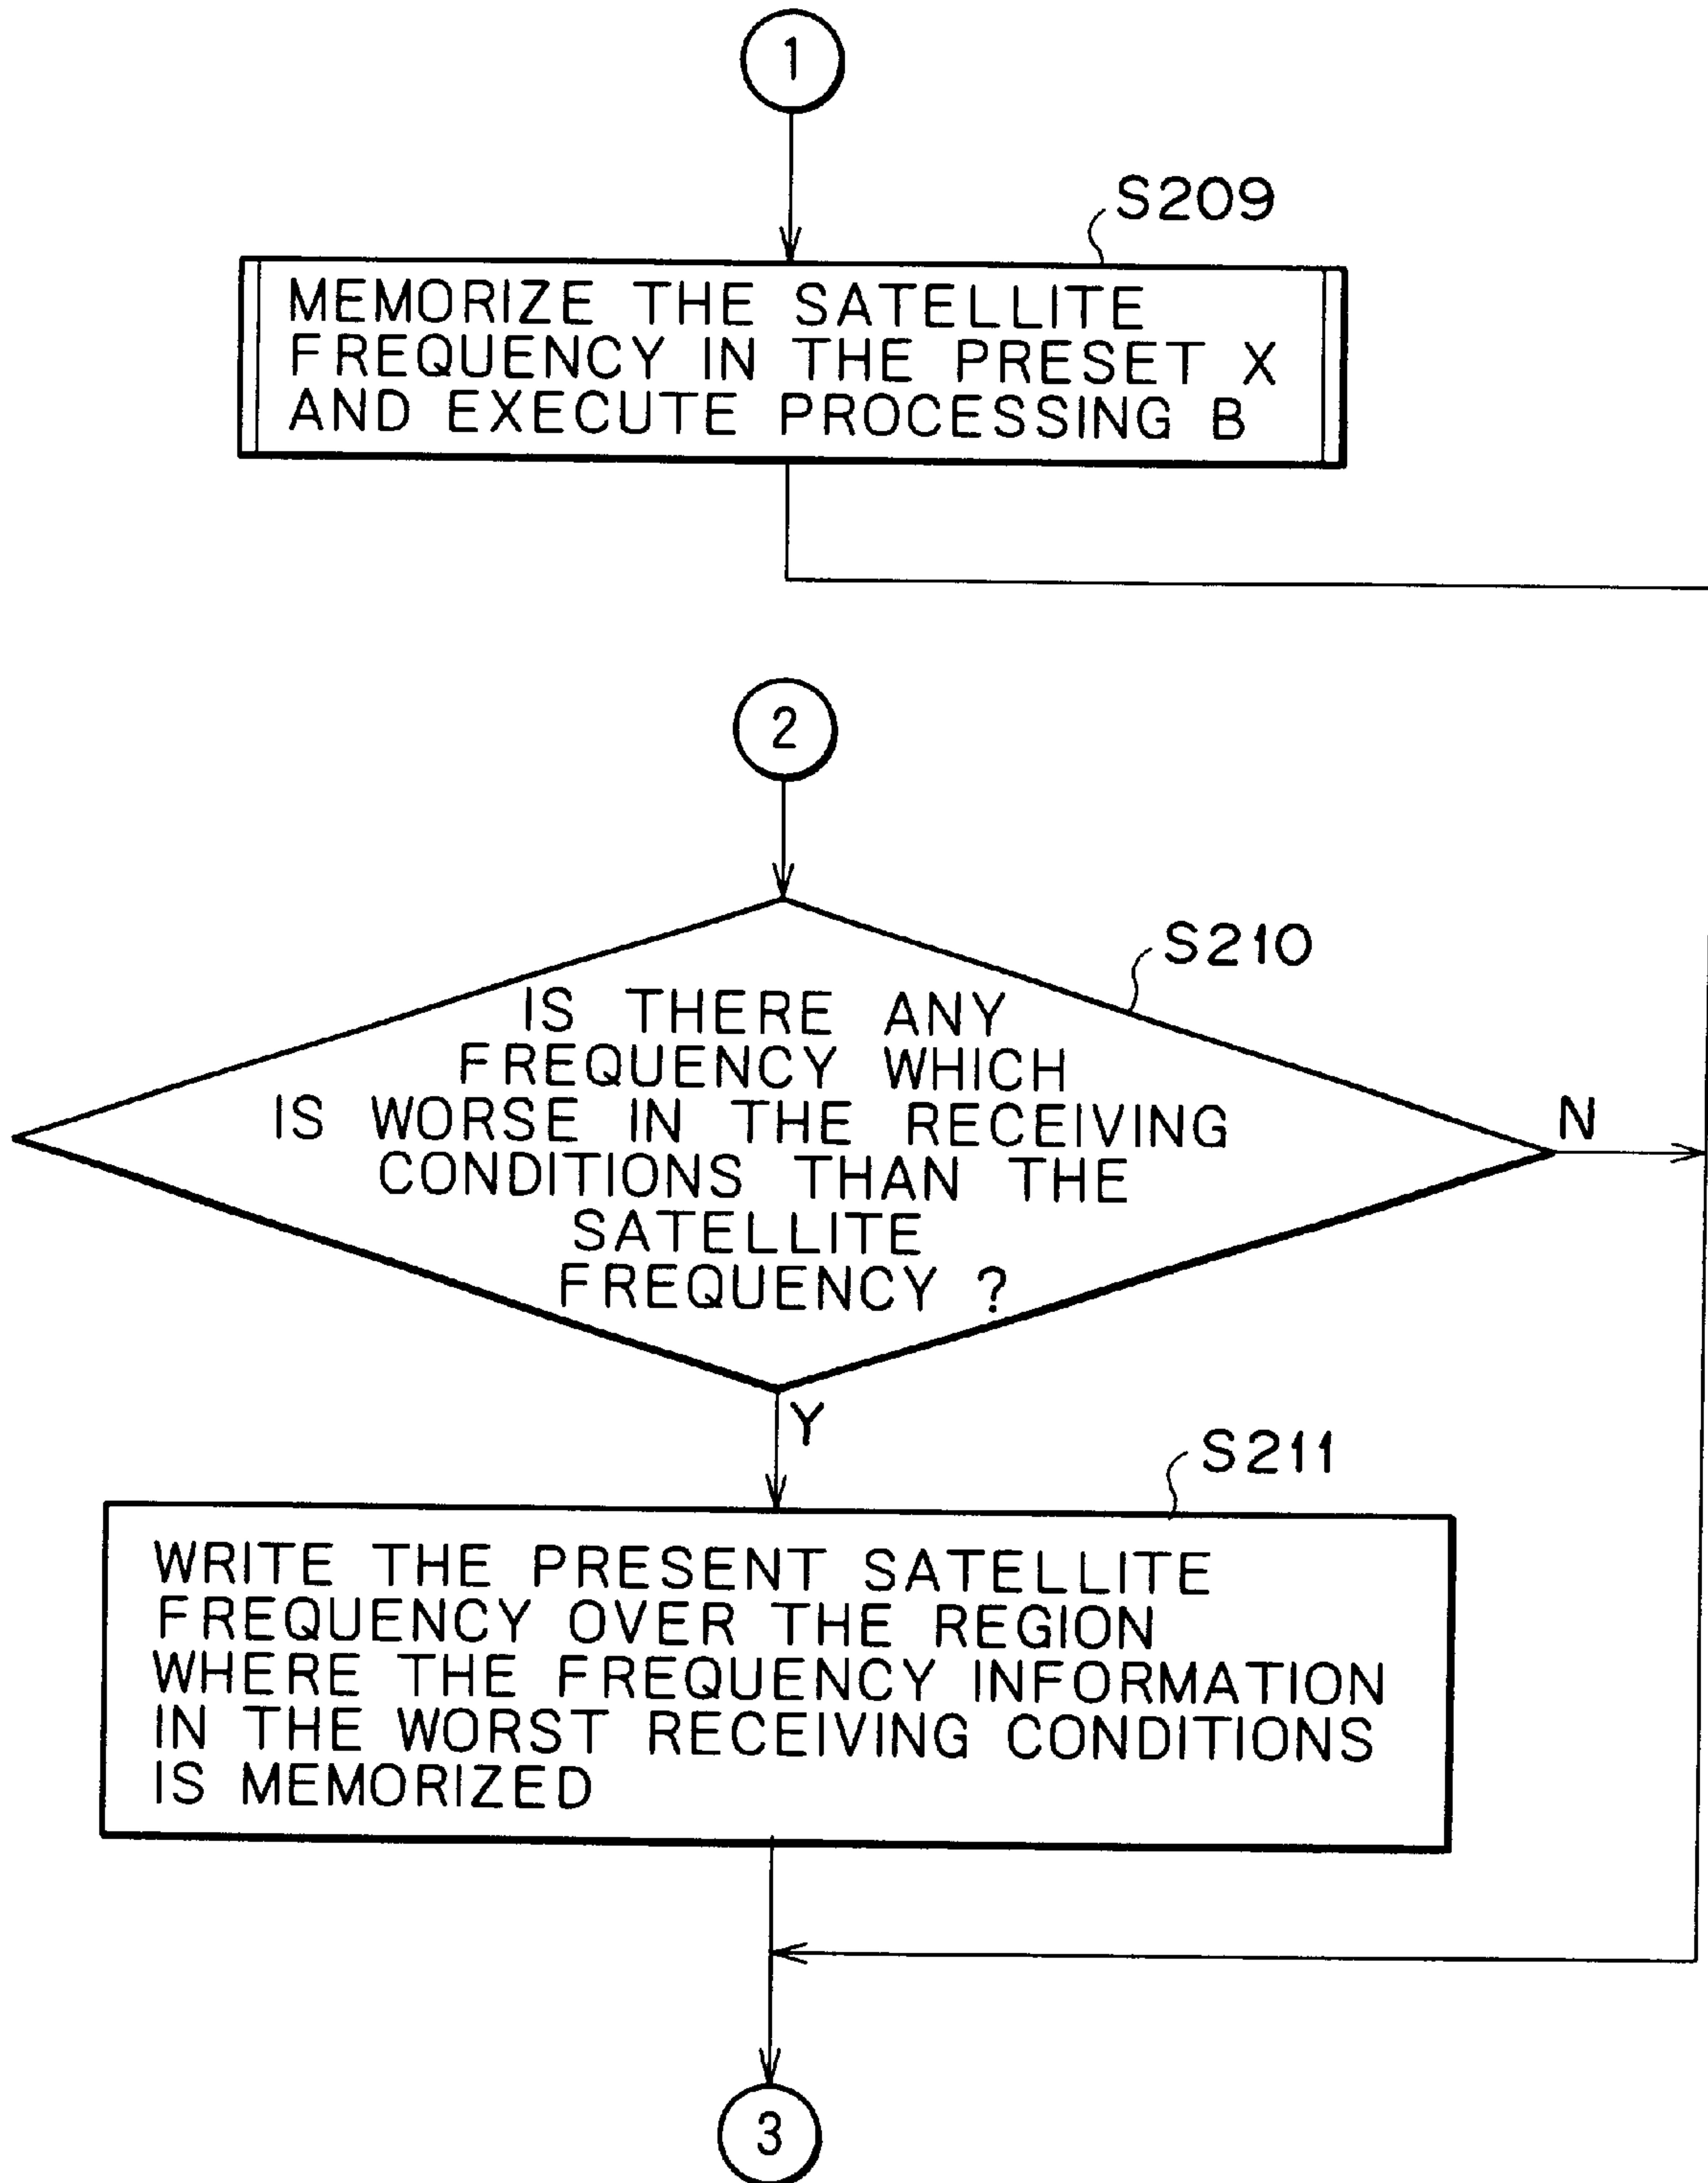 1
S209
MEMORIZE THE SATELLITE
FREQUENCY IN THE PRESET X
AND EXECUTE PROCESSING B
2
S210
IS THERE ANY
FREQUENCY WHICH
IS WORSE IN THE RECEIVING
CONDITIONS THAN THE
SATELLITE
FREQUENCY ?
N
Y
S211
WRITE THE PRESENT SATELLITE
FREQUENCY OVER THE REGION
WHERE THE FREQUENCY INFORMATION
IN THE WORST RECEIVING CONDITIONS
IS MEMORIZED
3